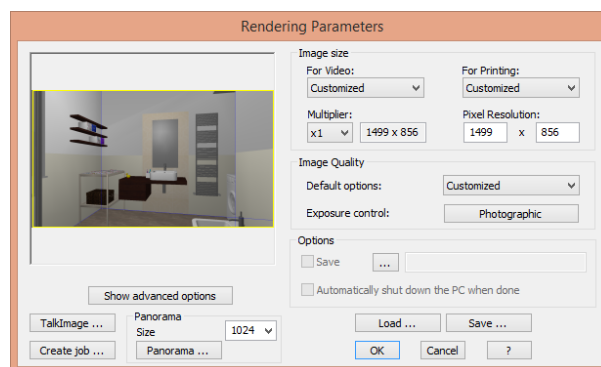 Rendering Parameters
Image size
For Video:
For Printing:
Customized
Customized
Multiplier:
Pixel Resolution:
x1
1499 x 856
1499 x 856
Image Quality
Default options:
Customized
Exposure control:
Photographic
Options
Save
...
Automatically shut down the PC when done
Show advanced options
TalkImage ...
Panorama
Size
1024
Create job ...
Panorama ...
Load ...
Save ...
OK
Cancel
?